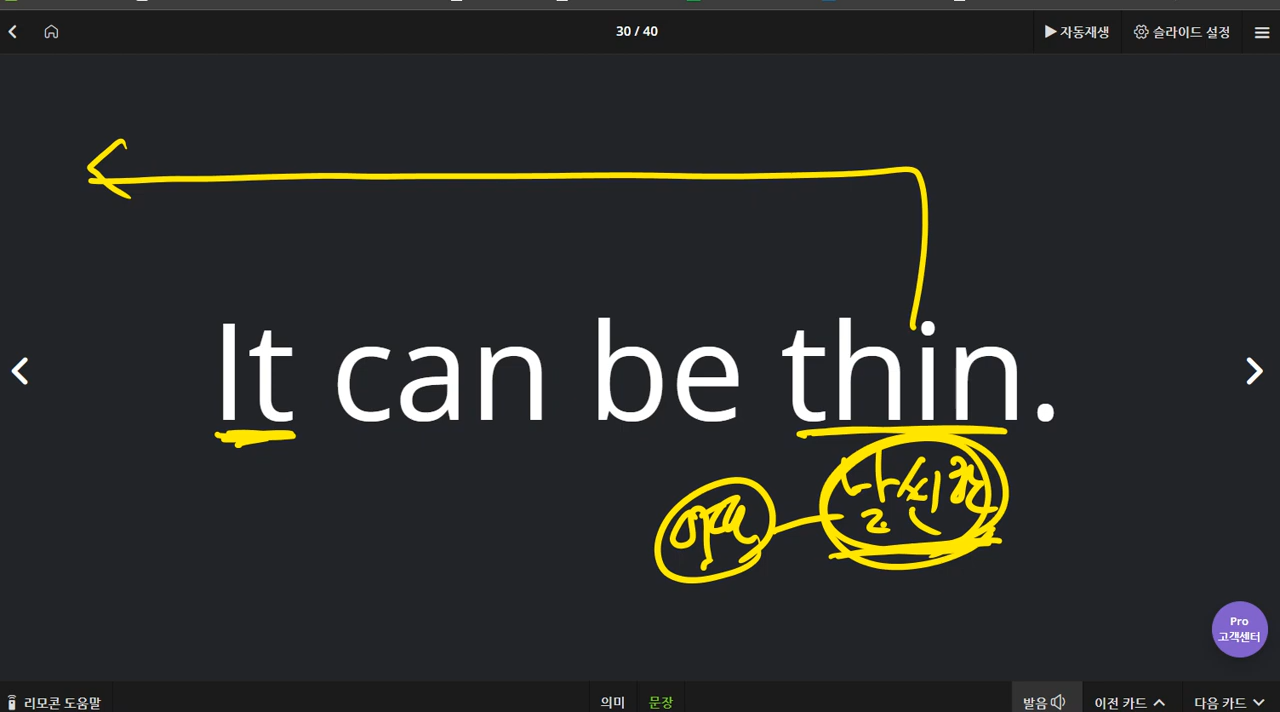 30 / 40
자동재생
슬라이드 설정
It can be thin.
날씬한
Pro
고객센터
리모콘 도움말
의미
문장
발음
이전 카드
다음 카드